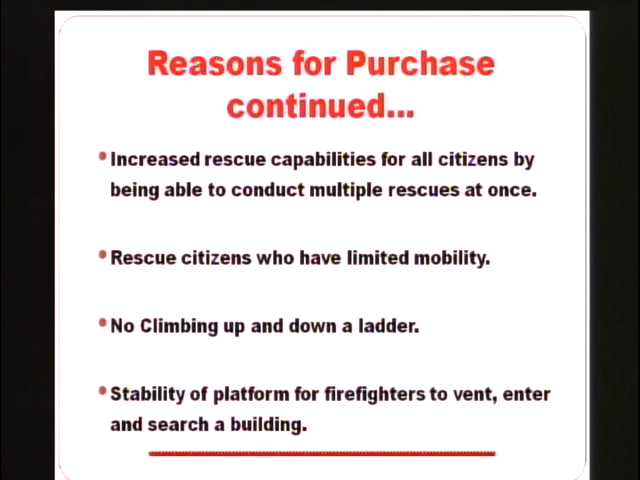 Reasons for Purchase
continued...
• Increased rescue capabilities for all citizens by
being able to conduct multiple rescues at once.
• Rescue citizens who have limited mobility.
• No Climbing up and down a ladder.
• Stability of platform for firefighters to vent, enter
and search a building.